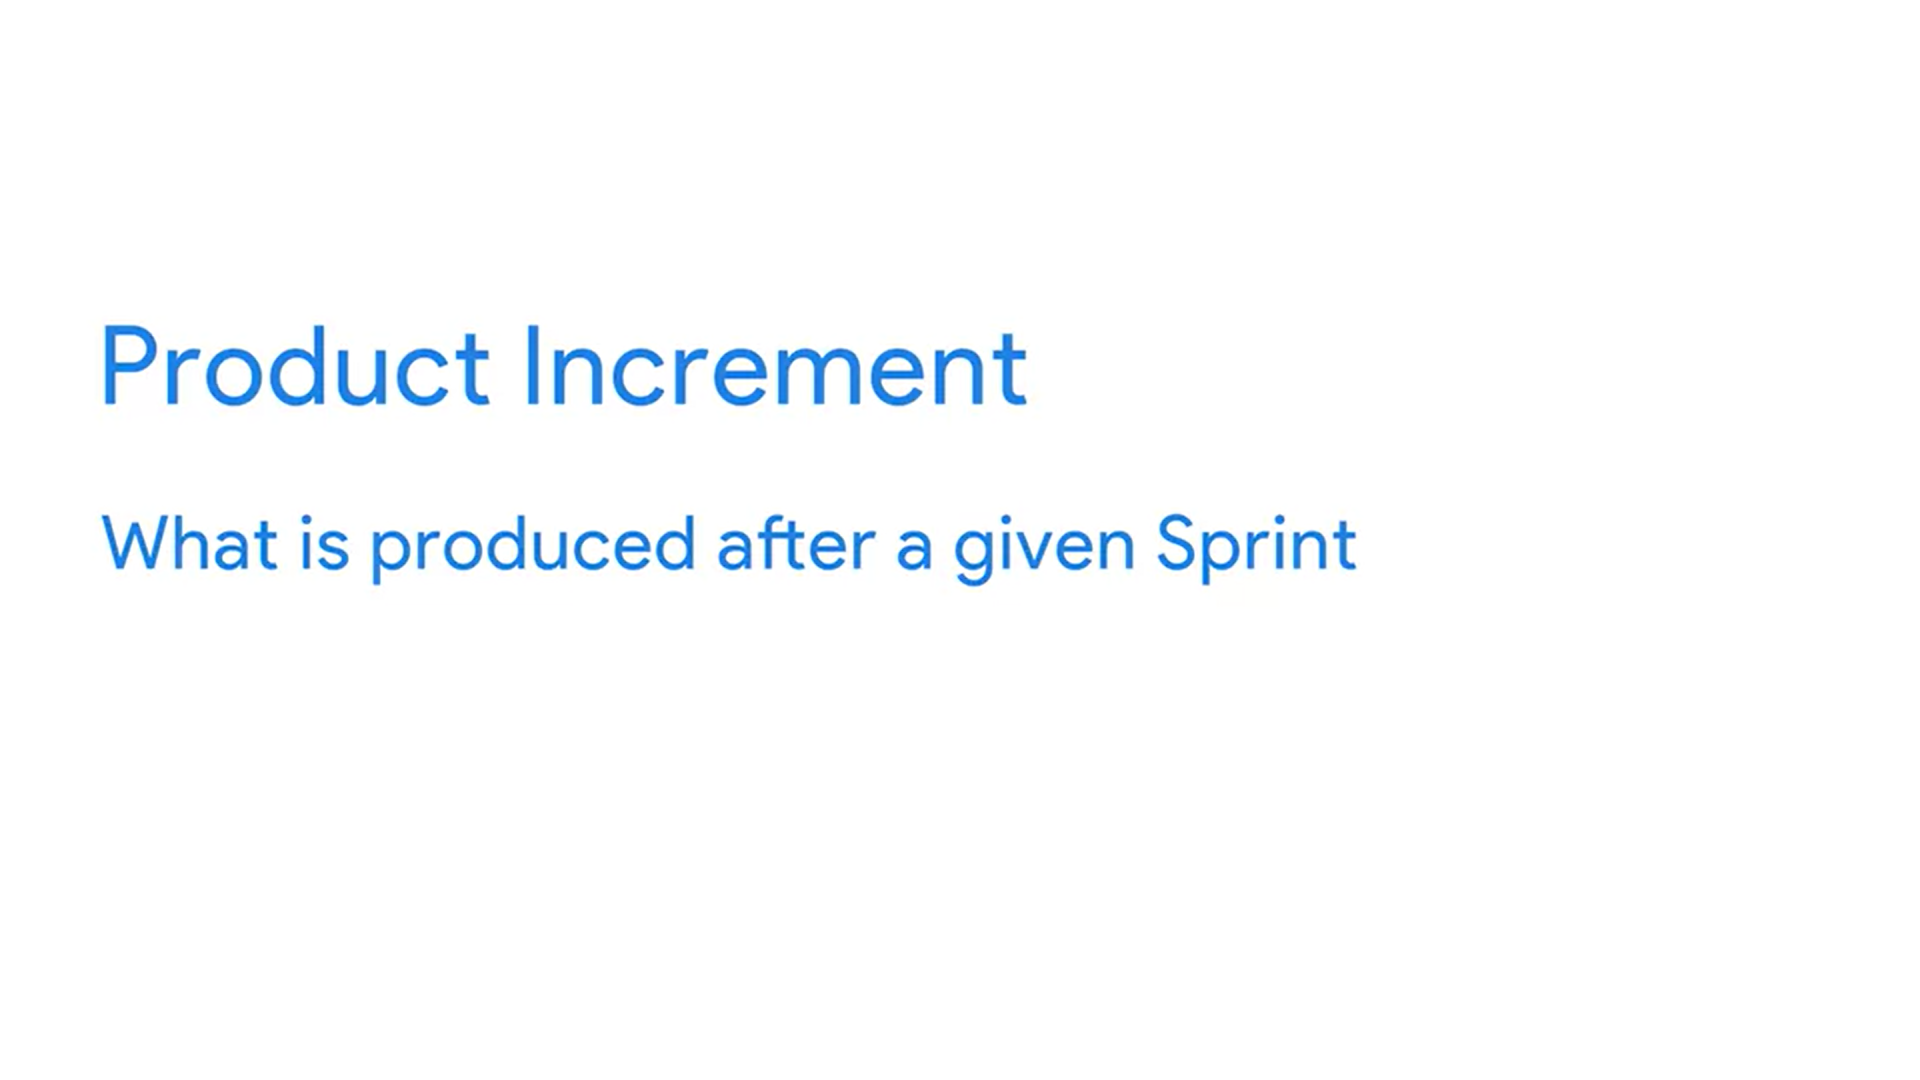 Product Increment
What is produced after a given Sprint